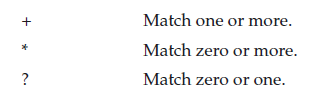 + Match one or more.
* Match zero or more.
? Match zero or one.